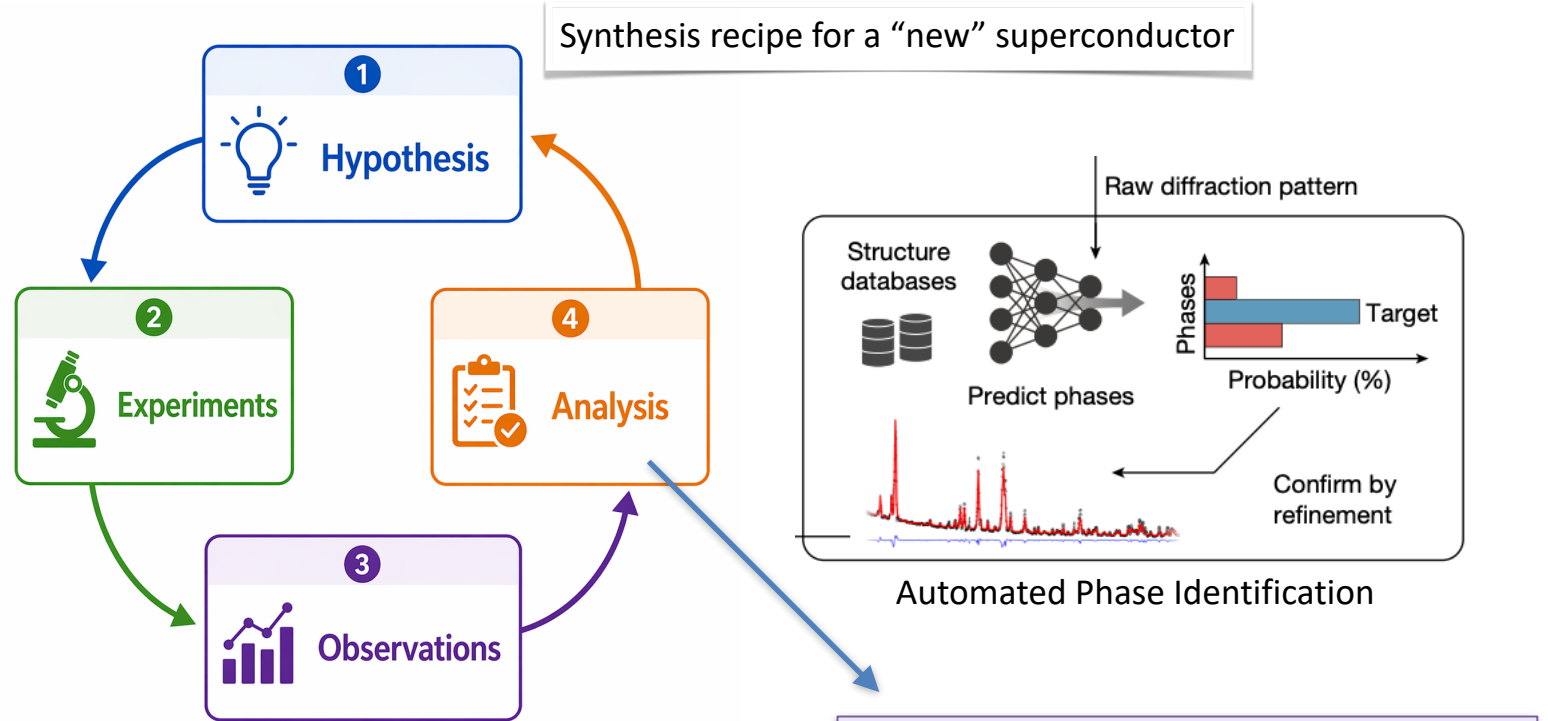 Synthesis recipe for a “new” superconductor
1
Hypothesis
2
Experiments
3
Observations
4
Analysis
Raw diffraction pattern
Structure
databases
Predict phases
Phases
Target
Probability (%)
Confirm by
refinement
Automated Phase Identification